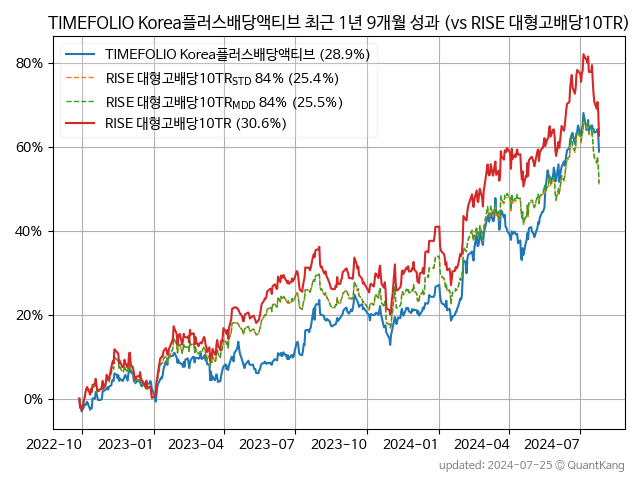 TIMEFOLIO Korea플러스배당액티브 최근 1년 9개월 성과 (vs RISE 대형고배당10TR)
TIMEFOLIO Korea플러스배당액티브 (28.9%)
RISE 대형고배당10TRSTD 84% (25.4%)
RISE 대형고배당10TRMDD 84% (25.5%)
RISE 대형고배당10TR (30.6%)
80%
60%
40%
20%
0%
2022-10 2023-01 2023-04 2023-07 2023-10 2024-01 2024-04 2024-07
updated: 2024-07-25 © QuantKang